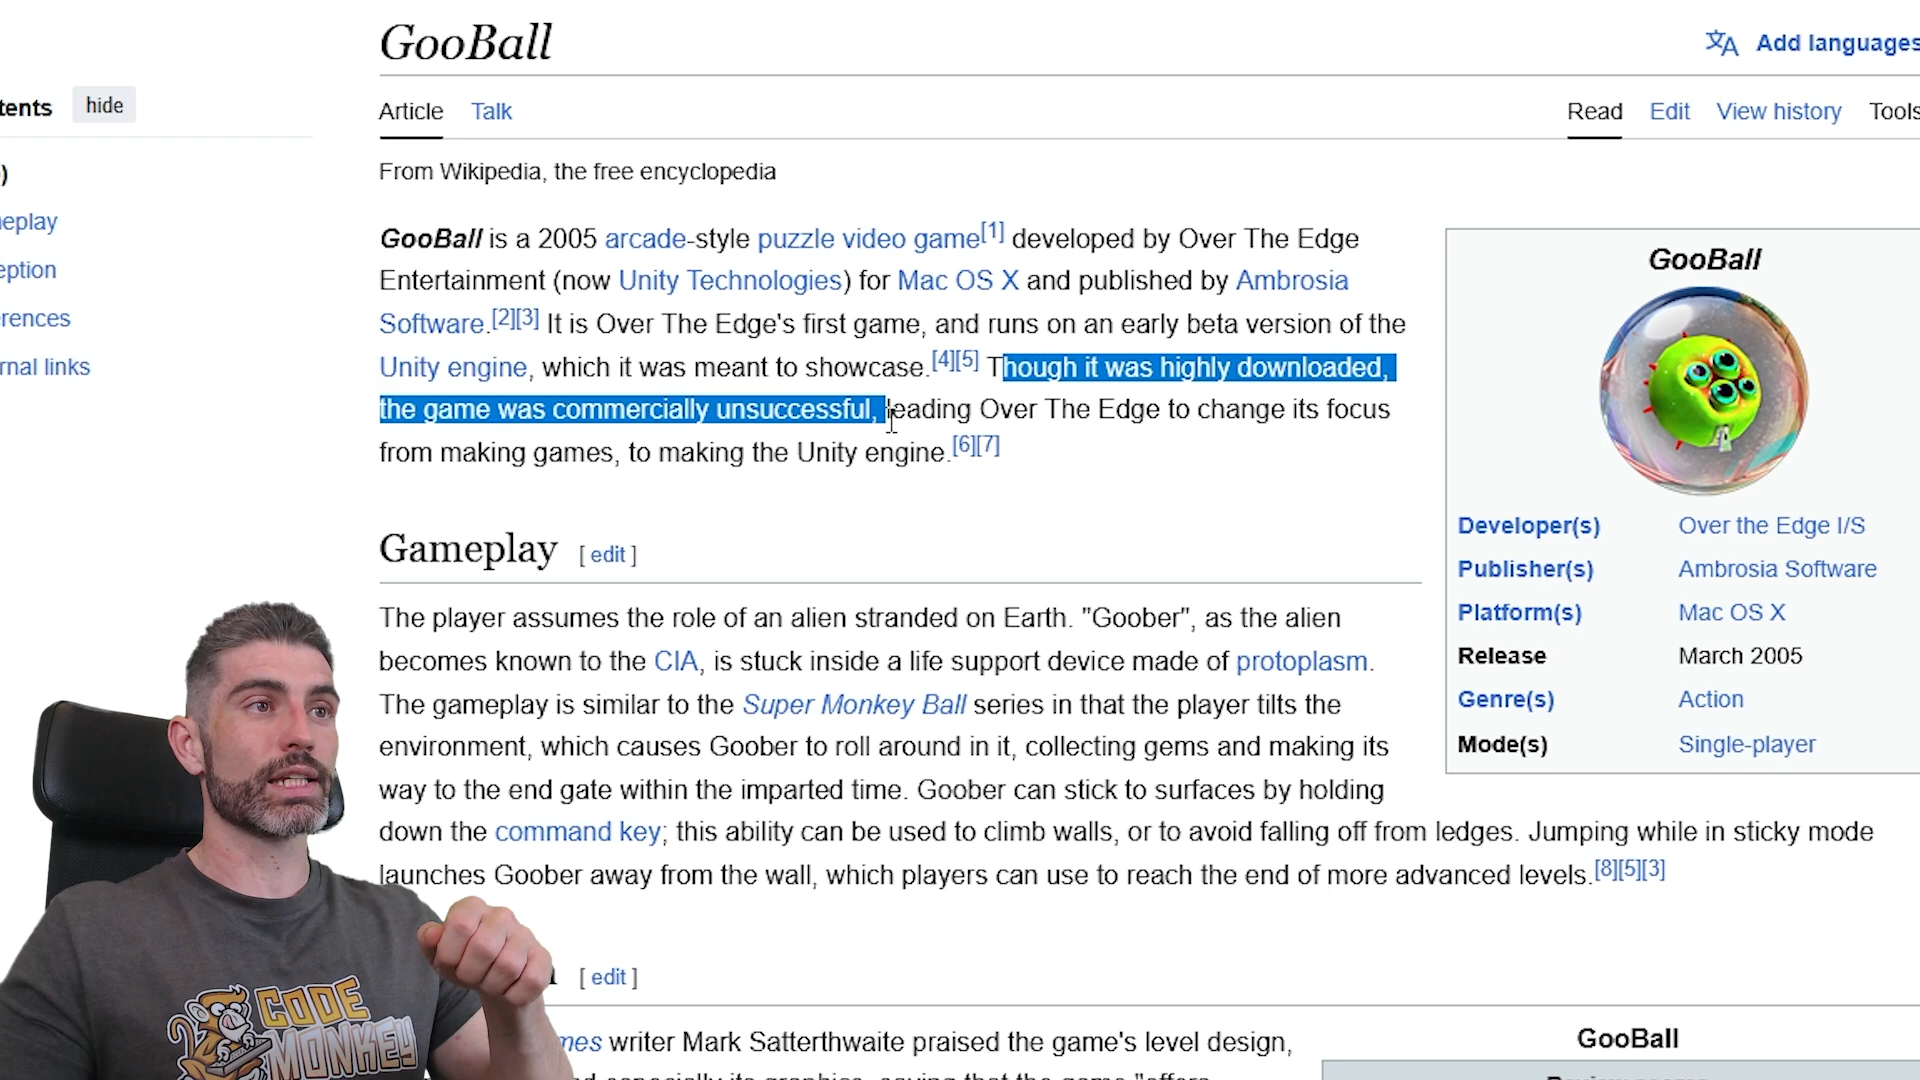 GooBall
Add languages
tents hide
Article Talk Read Edit View history Tools
From Wikipedia, the free encyclopedia
)
eplay
eption
erences
rnal links
GooBall is a 2005 arcade-style puzzle video game[1] developed by Over The Edge
Entertainment (now Unity Technologies) for Mac OS X and published by Ambrosia
Software.[2][3] It is Over The Edge's first game, and runs on an early beta version of the
Unity engine, which it was meant to showcase.[4][5] Though it was highly downloaded,
the game was commercially unsuccessful, leading Over The Edge to change its focus
from making games, to making the Unity engine.[6][7]
GooBall
Developer(s) Over the Edge I/S
Publisher(s) Ambrosia Software
Platform(s) Mac OS X
Release March 2005
Genre(s) Action
Mode(s) Single-player
Gameplay [ edit ]
The player assumes the role of an alien stranded on Earth. "Goober", as the alien
becomes known to the CIA, is stuck inside a life support device made of protoplasm.
The gameplay is similar to the Super Monkey Ball series in that the player tilts the
environment, which causes Goober to roll around in it, collecting gems and making its
way to the end gate within the imparted time. Goober can stick to surfaces by holding
down the command key; this ability can be used to climb walls, or to avoid falling off from ledges. Jumping while in sticky mode
launches Goober away from the wall, which players can use to reach the end of more advanced levels.[8][5][3]
[ edit ]
mes writer Mark Satterthwaite praised the game's level design,
GooBall
CODE
MONKEY